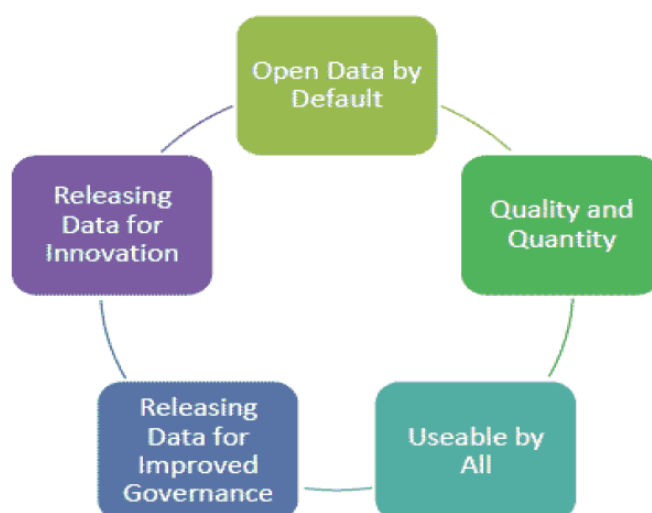 Open Data by
Default
Quality and
Quantity
Useable by
All
Releasing
Data for
Improved
Governance
Releasing
Data for
Innovation